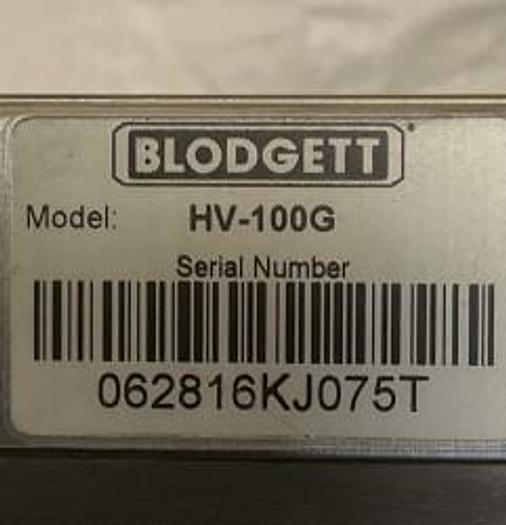 BLODGETT
Model: HV-100G
Serial Number
062816KJ075T